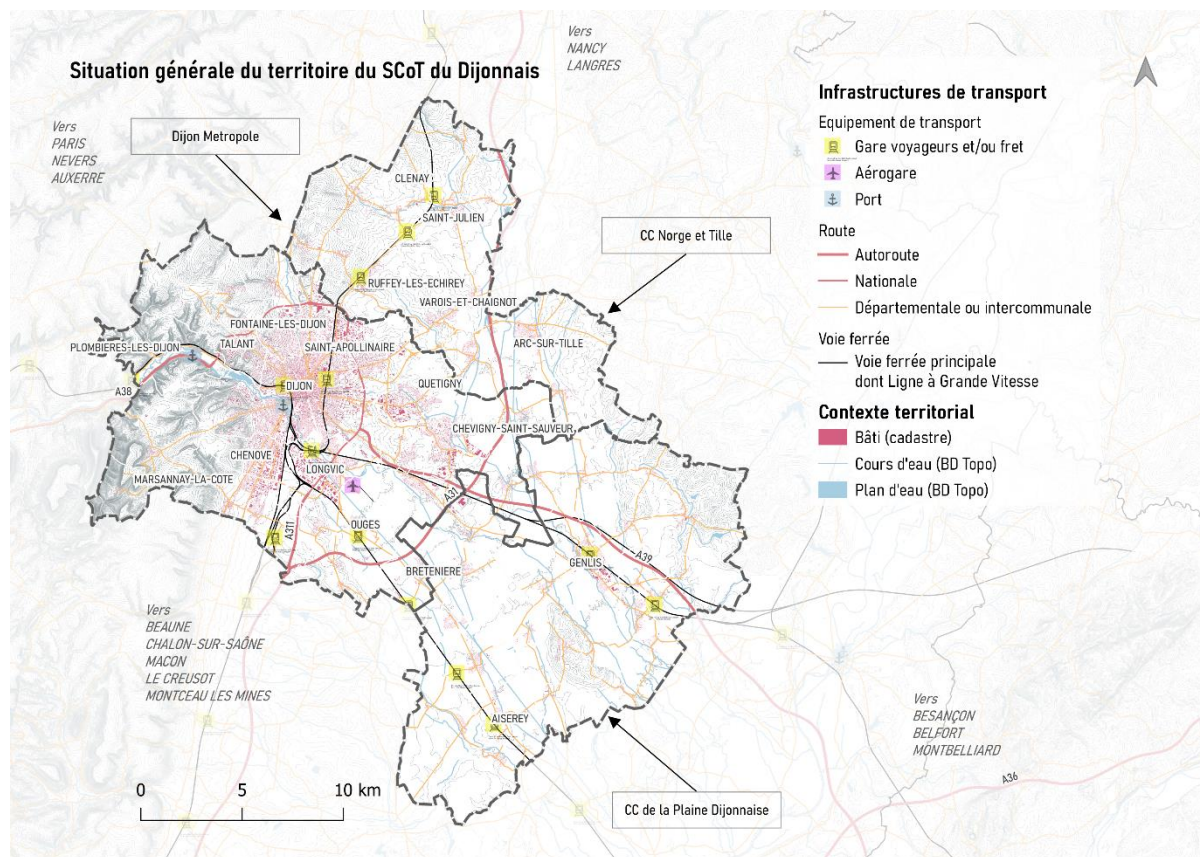 Situation générale du territoire du SCoT du Dijonnais
Vers
NANCY
LANGRES
Vers
PARIS
NEVERS
AUXERRE
Dijon Metropole
CC Norge et Tille
CLENAY
SAINT-JULIEN
RUFFEY-LES-ECHIREY
VAROIS-ET-CHAIGNOT
FONTAINE-LES-DIJON
TALANT
SAINT-APOLLINAIRE
ARC-SUR-TILLE
PLOMBIERES-LES-DIJON
DIJON
QUETIGNY
A38
CHEVIGNY-SAINT-SAUVEUR
CHENOVE
LONGVIC
MARSANNAY-LA-COTE
A31
A311
OUGES
A39
GENLIS
BRETENIERE
AISEREY
Vers
BEAUNE
CHALON-SUR-SAÔNE
MACON
LE CREUSOT
MONTCEAU LES MINES
Vers
BESANÇON
BELFORT
MONTBELLIARD
A36
CC de la Plaine Dijonnaise
0 5 10 km
Infrastructures de transport
Equipement de transport
Gare voyageurs et/ou fret
Aérogare
Port
Route
Autoroute
Nationale
Départementale ou intercommunale
Voie ferrée
Voie ferrée principale
dont Ligne à Grande Vitesse
Contexte territorial
Bâti (cadastre)
Cours d'eau (BD Topo)
Plan d'eau (BD Topo)